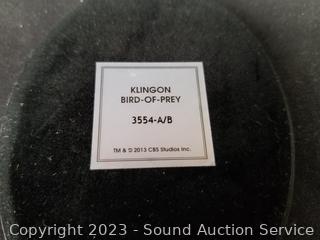 KLINGON
BIRD-OF-PREY
3554-A/B
TM & © 2013 CBS Studios Inc.
Copyright © 2023 - Sound Auction Service